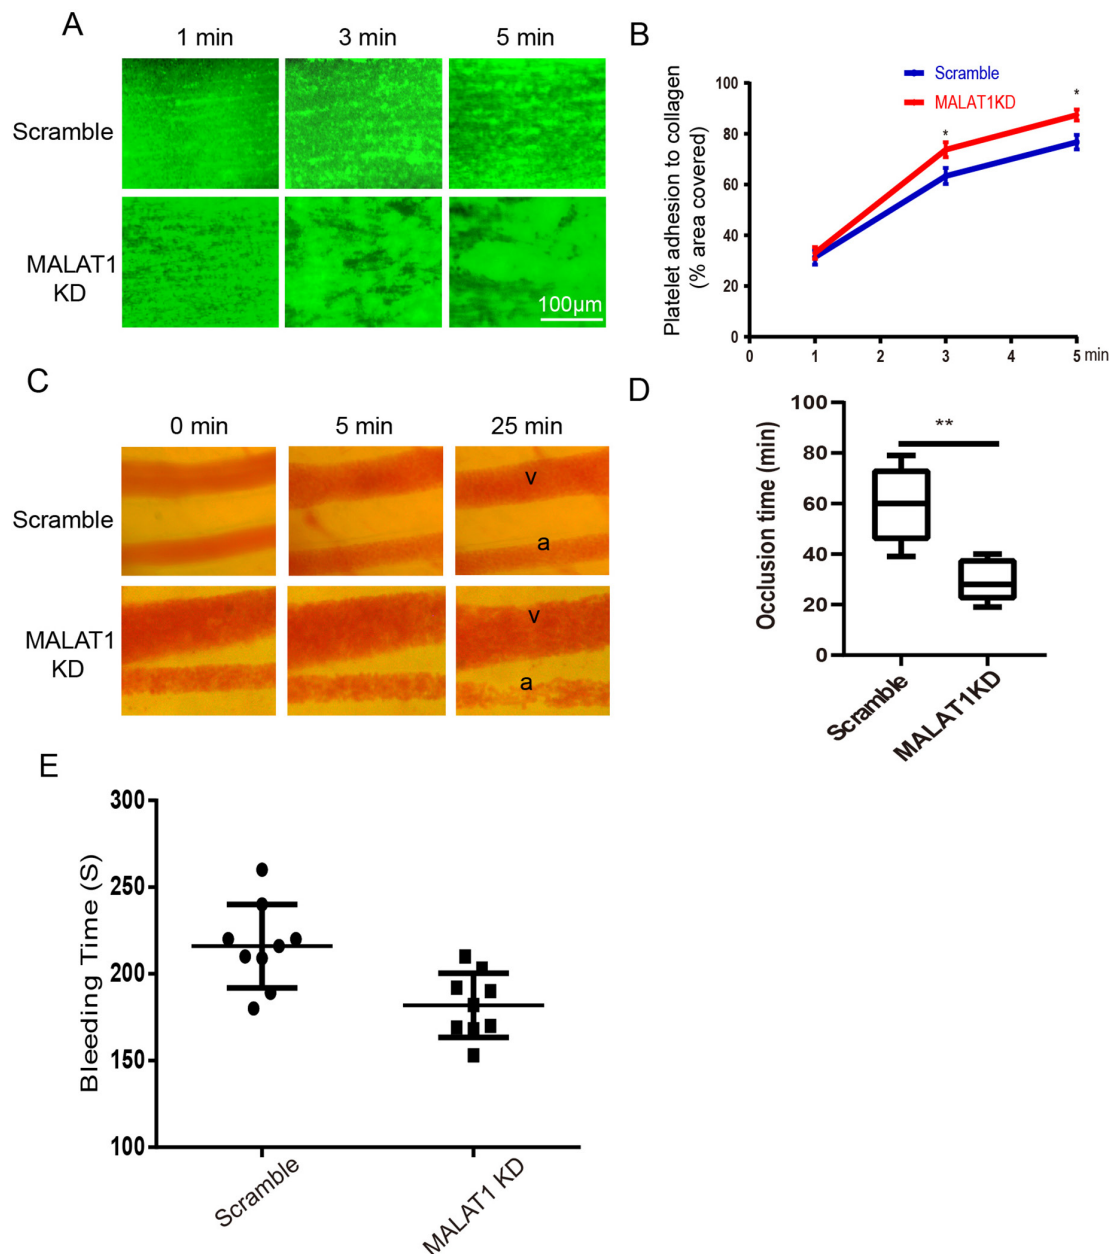 A
1 min 3 min 5 min
Scramble
MALAT1
KD
100μm
B
Scramble
MALAT1KD
Platelet adhesion to collagen
(% area covered)
100
80
60
40
20
0
* *
0 1 2 3 4 5 min
C
0 min 5 min 25 min
Scramble
v
a
MALAT1
KD
v
a
D
Occlusion time (min)
100
80
60
40
20
0
**
Scramble
MALAT1KD
E
Bleeding Time (S)
300
250
200
150
100
Scramble
MALAT1 KD